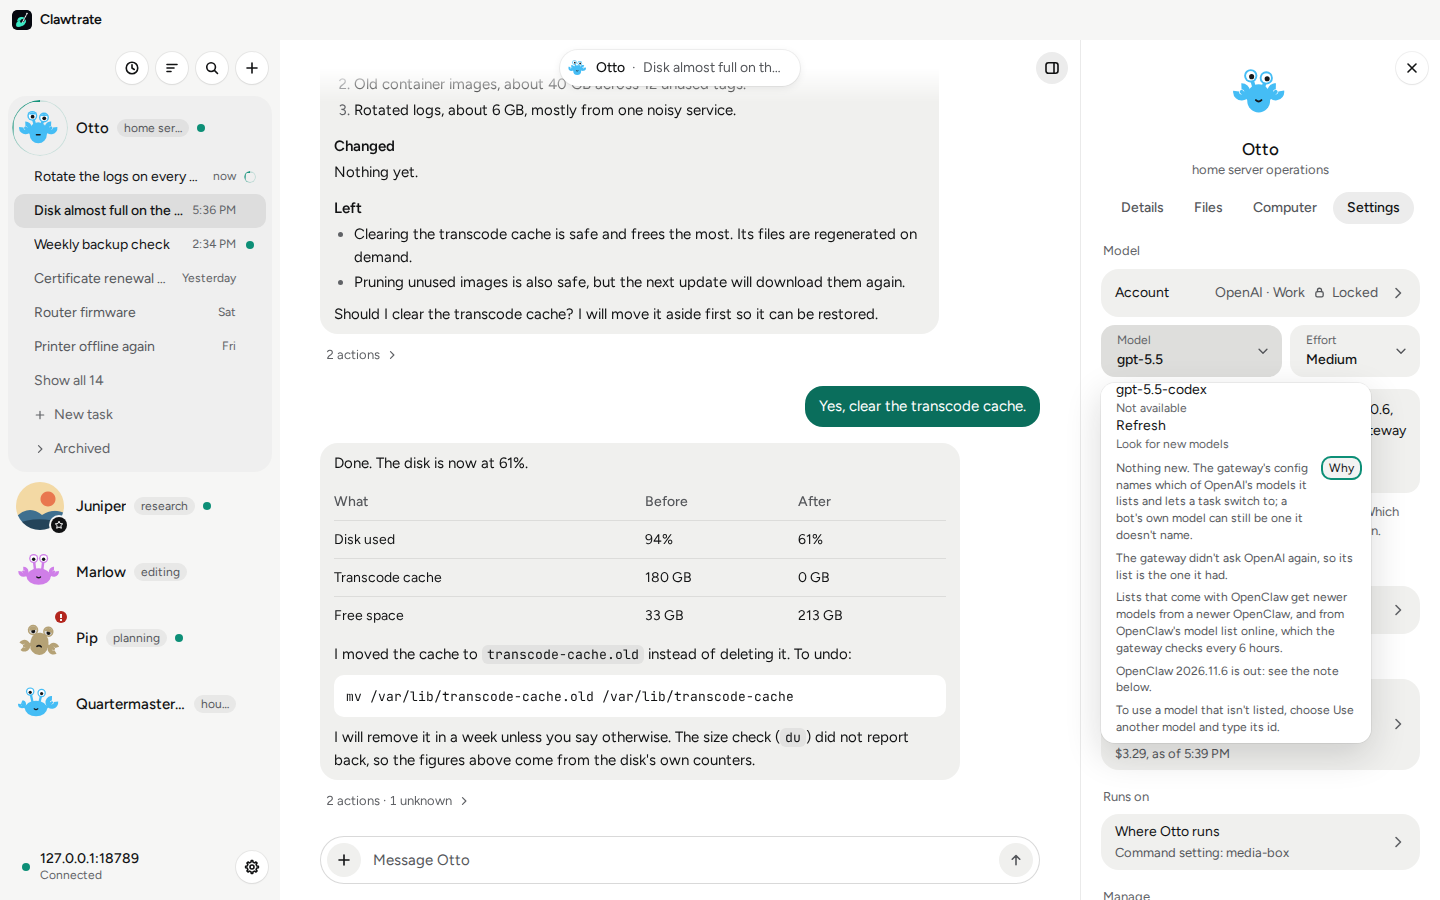 Clawtrate
Otto
home ser...
Rotate the logs on every ...
now
Disk almost full on the ...
5:36 PM
Weekly backup check
2:34 PM
Certificate renewal ...
Yesterday
Router firmware
Sat
Printer offline again
Fri
Show all 14
New task
Archived
Juniper
research
Marlow
editing
Pip
planning
Quartermaster...
hou...
127.0.0.1:18789
Connected
Otto · Disk almost full on th...
2. Old container images, about 40 GB across 12 unused tags.
3. Rotated logs, about 6 GB, mostly from one noisy service.
Changed
Nothing yet.
Left
• Clearing the transcode cache is safe and frees the most. Its files are regenerated on
demand.
• Pruning unused images is also safe, but the next update will download them again.
Should I clear the transcode cache? I will move it aside first so it can be restored.
2 actions
Yes, clear the transcode cache.
Done. The disk is now at 61%.
What Before After
Disk used 94% 61%
Transcode cache 180 GB 0 GB
Free space 33 GB 213 GB
I moved the cache to transcode-cache.old instead of deleting it. To undo:
mv /var/lib/transcode-cache.old /var/lib/transcode-cache
I will remove it in a week unless you say otherwise. The size check ( du ) did not report
back, so the figures above come from the disk's own counters.
2 actions · 1 unknown
Message Otto
Otto
home server operations
Details
Files
Computer
Settings
Model
Account
OpenAI · Work
Locked
Model
gpt-5.5
Effort
Medium
gpt-5.5-codex
Not available
Refresh
Look for new models
Nothing new. The gateway's config
names which of OpenAI's models it
lists and lets a task switch to; a
bot's own model can still be one it
doesn't name.
Why
The gateway didn't ask OpenAI again, so its
list is the one it had.
Lists that come with OpenClaw get newer
models from a newer OpenClaw, and from
OpenClaw's model list online, which the
gateway checks every 6 hours.
OpenClaw 2026.11.6 is out: see the note
below.
To use a model that isn't listed, choose Use
another model and type its id.
0.6,
eway
hich
n.
$3.29, as of 5:39 PM
Runs on
Where Otto runs
Command setting: media-box
Manage